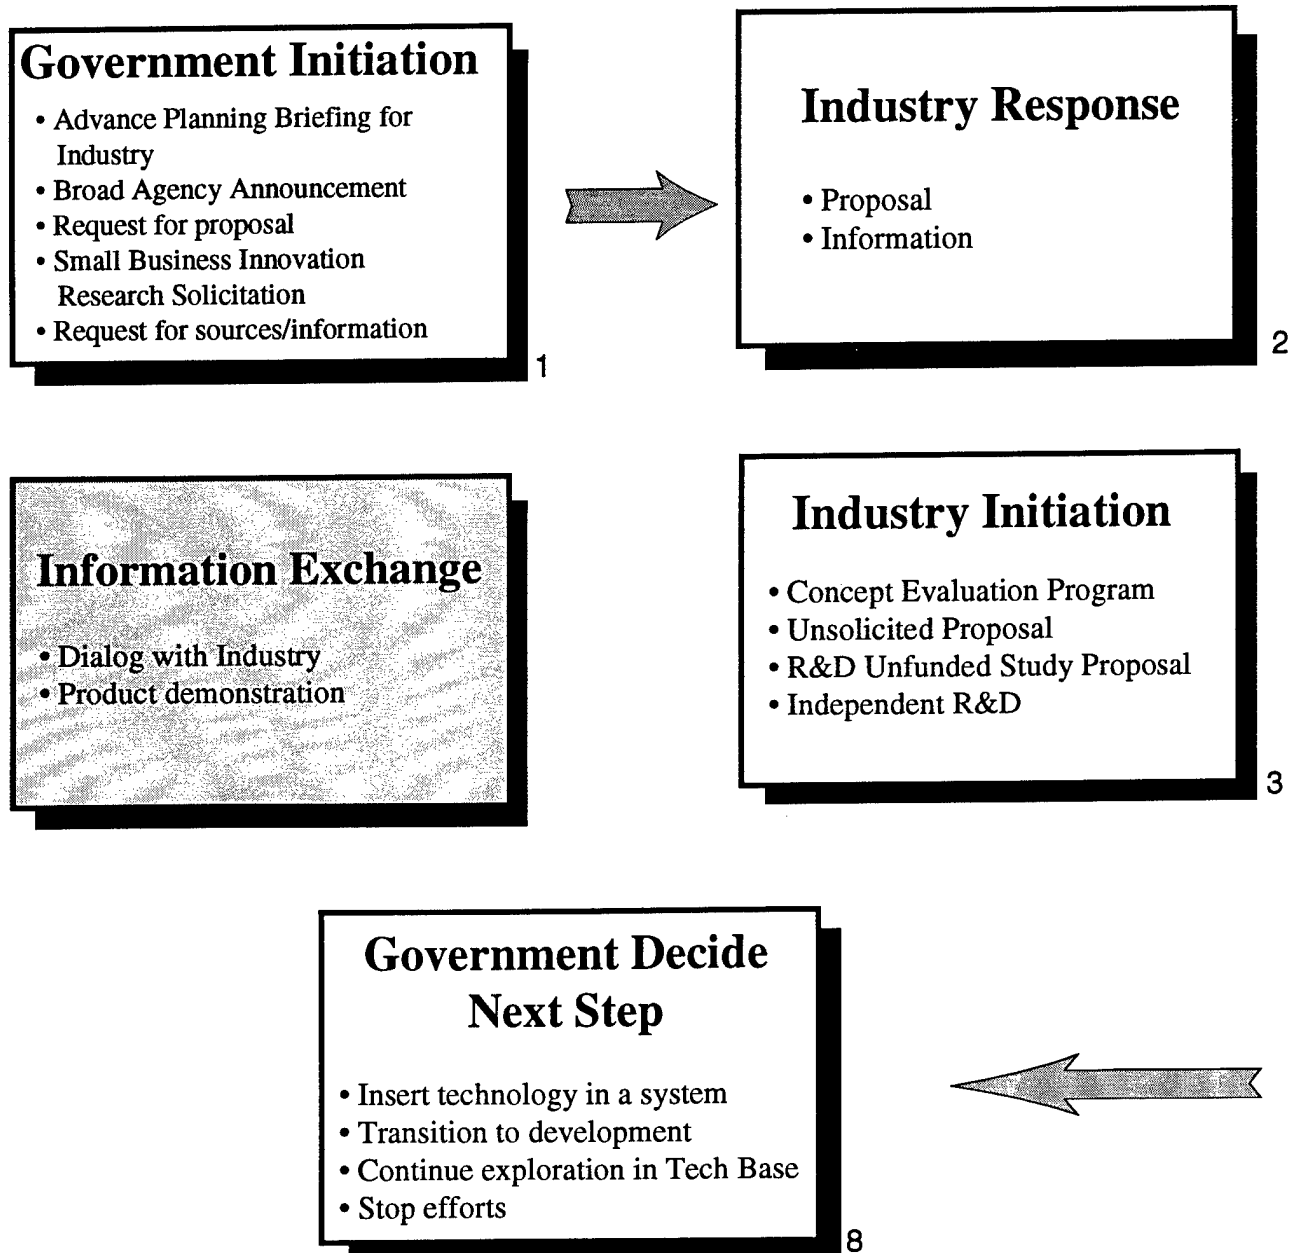 Government Initiation
• Advance Planning Briefing for
Industry
• Broad Agency Announcement
• Request for proposal
• Small Business Innovation
Research Solicitation
• Request for sources/information
1
Industry Response
• Proposal
• Information
2
Information Exchange
• Dialog with Industry
• Product demonstration
Industry Initiation
• Concept Evaluation Program
• Unsolicited Proposal
• R&D Unfunded Study Proposal
• Independent R&D
3
Government Decide
Next Step
• Insert technology in a system
• Transition to development
• Continue exploration in Tech Base
• Stop efforts
8